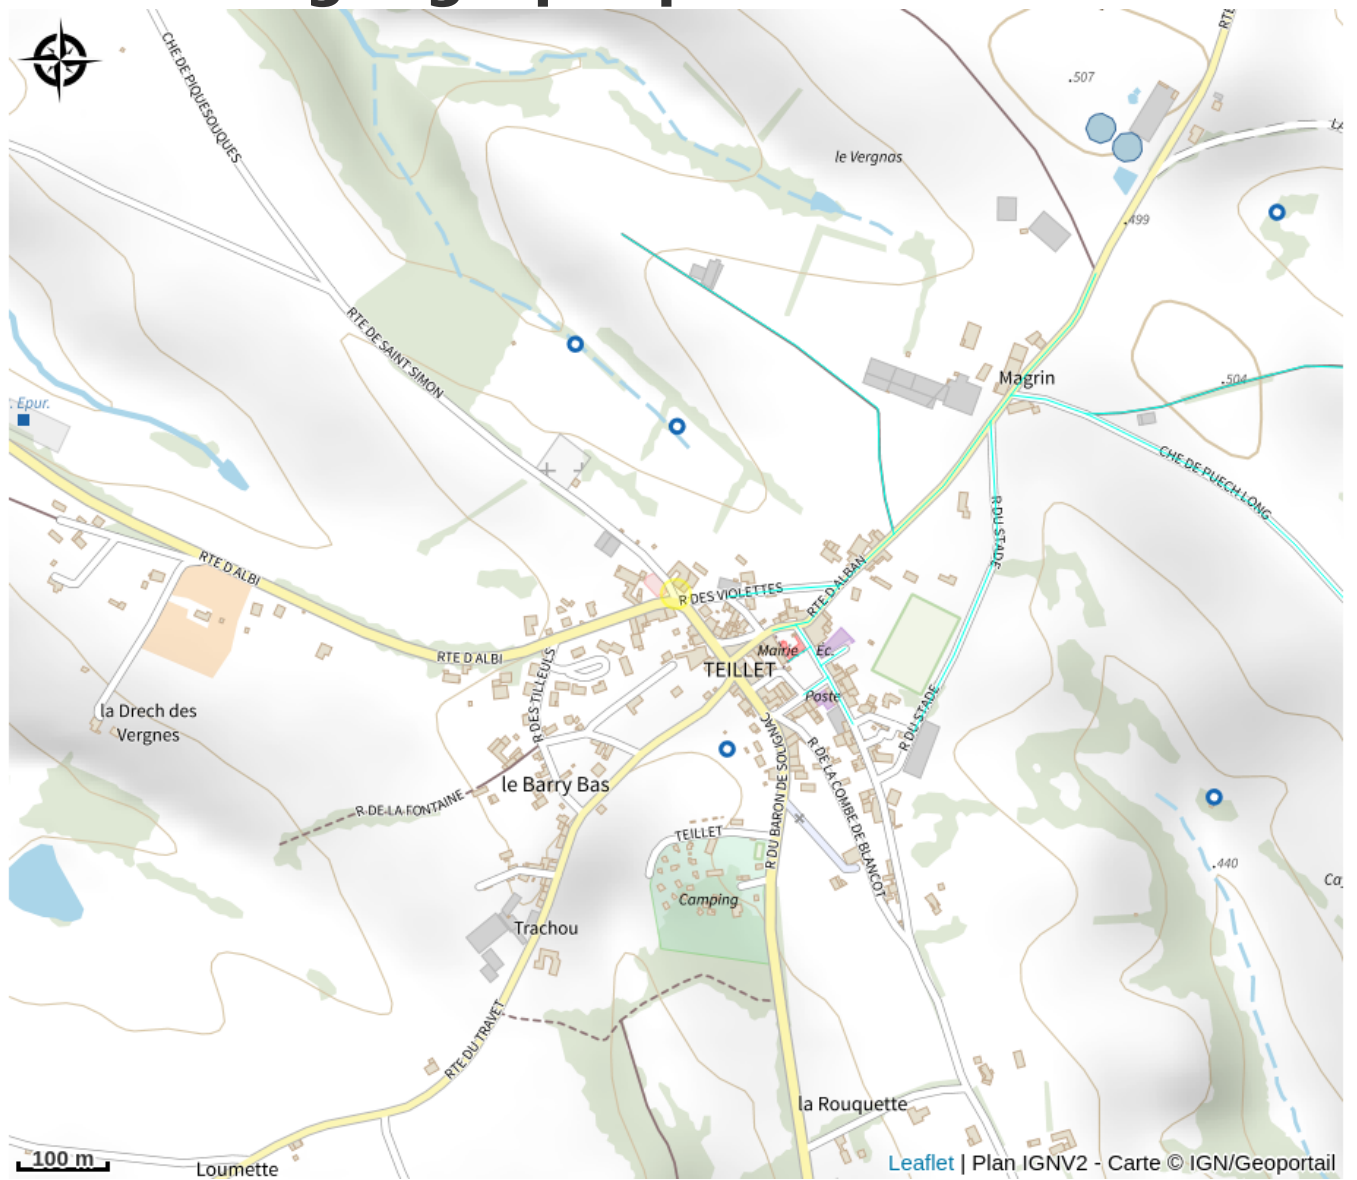 CHE DE PIQUESOUQUES
.507
le Vergnas
.499
RTE DE SAINT SIMON
Magrin
.504
. Epur.
CHE DE PUECH LONG
R DU STADE
RTE D'ALBI
R DES VIOLETTES
RTE D'ALBAN
Mairie
Ec.
TEILLET
RTE D'ALBI
R DES TILLEULS
Poste
la Drech des
Vergnes
R DU STADE
R DU BARON DE SOLIGNAC
R DE LA COMBE DE BLANCOT
le Barry Bas
R DE LA FONTAINE
TEILLET
.440
Camping
Trachou
RTE DU TRAVET
la Rouquette
100 m
Loumette
Leaflet | Plan IGNV2 - Carte © IGN/Geoportail